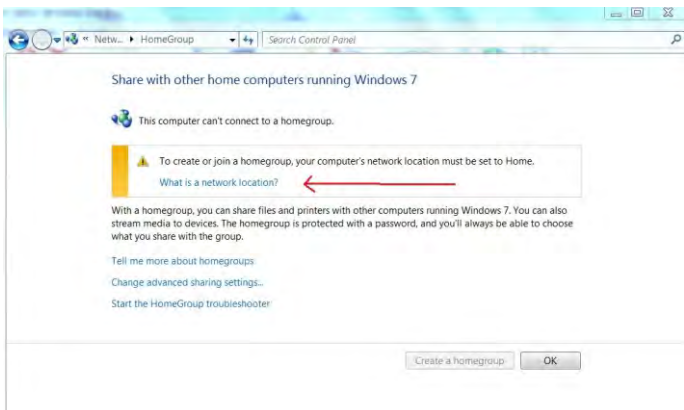 « Netw... ▸ HomeGroup Search Control Panel
Share with other home computers running Windows 7
This computer can't connect to a homegroup.
To create or join a homegroup, your computer's network location must be set to Home.
What is a network location?
With a homegroup, you can share files and printers with other computers running Windows 7. You can also
stream media to devices. The homegroup is protected with a password, and you'll always be able to choose
what you share with the group.
Tell me more about homegroups
Change advanced sharing settings...
Start the HomeGroup troubleshooter
Create a homegroup OK